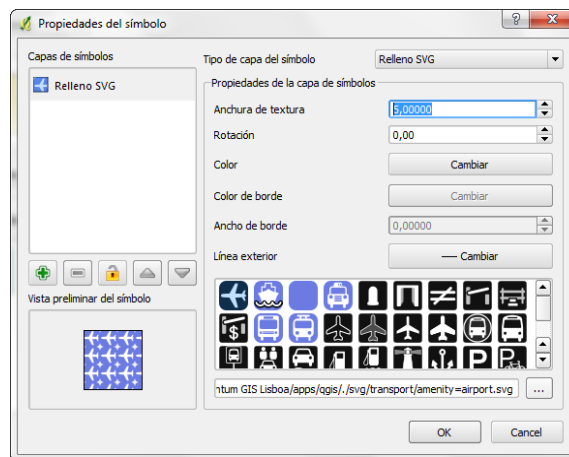 Propiedades del símbolo
Capas de símbolos
Relleno SVG
Vista preliminar del símbolo
Tipo de capa del símbolo
Relleno SVG
Propiedades de la capa de símbolos
Anchura de textura
5,00000
Rotación
0,00
Color
Cambiar
Color de borde
Cambiar
Ancho de borde
0,00000
Línea exterior
Cambiar
ntum GIS Lisboa/apps/qgis/./svg/transport/amenity=airport.svg
...
OK
Cancel